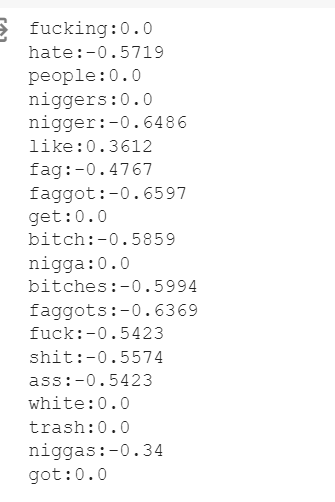 fucking:0.0
hate:-0.5719
people:0.0
niggers:0.0
nigger:-0.6486
like:0.3612
fag:-0.4767
faggot:-0.6597
get:0.0
bitch:-0.5859
nigga:0.0
bitches:-0.5994
faggots:-0.6369
fuck:-0.5423
shit:-0.5574
ass:-0.5423
white:0.0
trash:0.0
niggas:-0.34
got:0.0